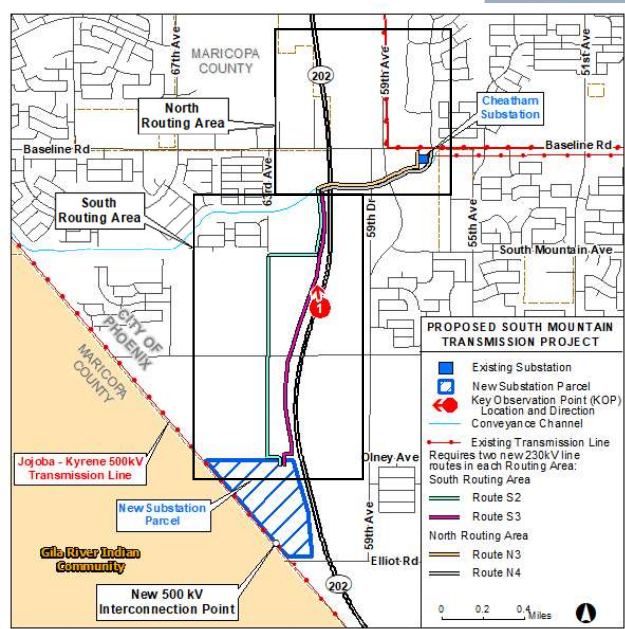 67th Ave
MARICOPA
COUNTY
202
59th Ave
51st Ave
Cheatham
Substation
North
Routing Area
Baseline Rd
Baseline Rd
63rd Ave
South
Routing Area
59th Dr
55th Ave
South Mountain Ave
1
CITY OF
PHOENIX
MARICOPA
COUNTY
Jojoba - Kyrene 500kV
Transmission Line
New Substation
Parcel
Olney Ave
59th Ave
Elliot Rd
Gila River Indian
Community
New 500 kV
Interconnection Point
202
PROPOSED SOUTH MOUNTAIN
TRANSMISSION PROJECT
Existing Substation
New Substation Parcel
Key Observation Point (KOP)
Location and Direction
Conveyance Channel
Existing Transmission Line
Requires two new 230kV line
routes in each Routing Area:
South Routing Area
Route S2
Route S3
North Routing Area
Route N3
Route N4
0 0.2 0.4
Miles